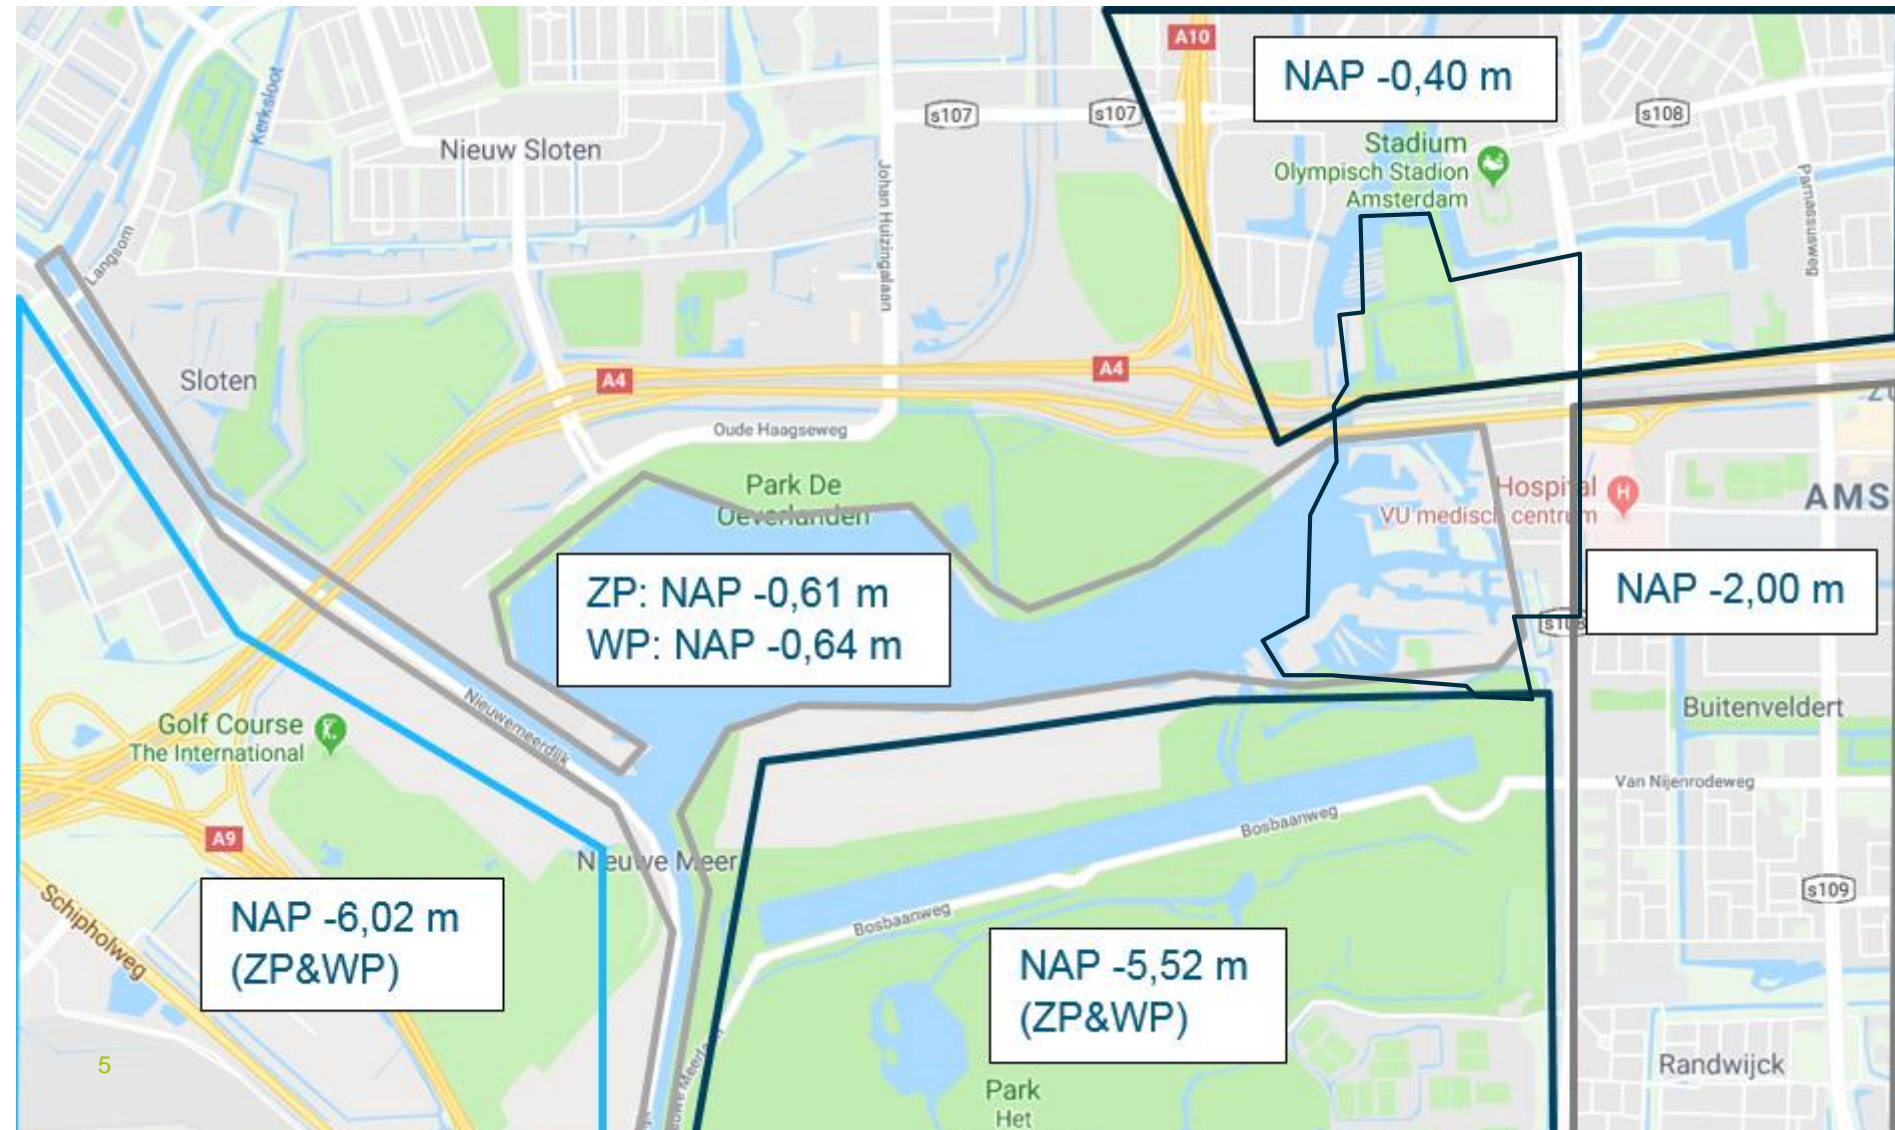 A10
NAP -0,40 m
s107
s107
s108
Kerksloot
Nieuw Sloten
Stadium
Olympisch Stadion
Amsterdam
Johan Huizingalaan
Parnassusweg
Langsom
Sloten
A4
A4
Oude Haagseweg
Park De
Oeverlanden
Hospital
VU medisch centrum
AMS
ZP: NAP -0,61 m
WP: NAP -0,64 m
NAP -2,00 m
s108
Nieuwemeerdijk
Golf Course
The International
Buitenveldert
Van Nijenrodeweg
A9
Bosbaanweg
Nieuwe Meer
Schipholweg
NAP -6,02 m
(ZP&WP)
Bosbaanweg
NAP -5,52 m
(ZP&WP)
s109
5
Randwijck
Park
Het